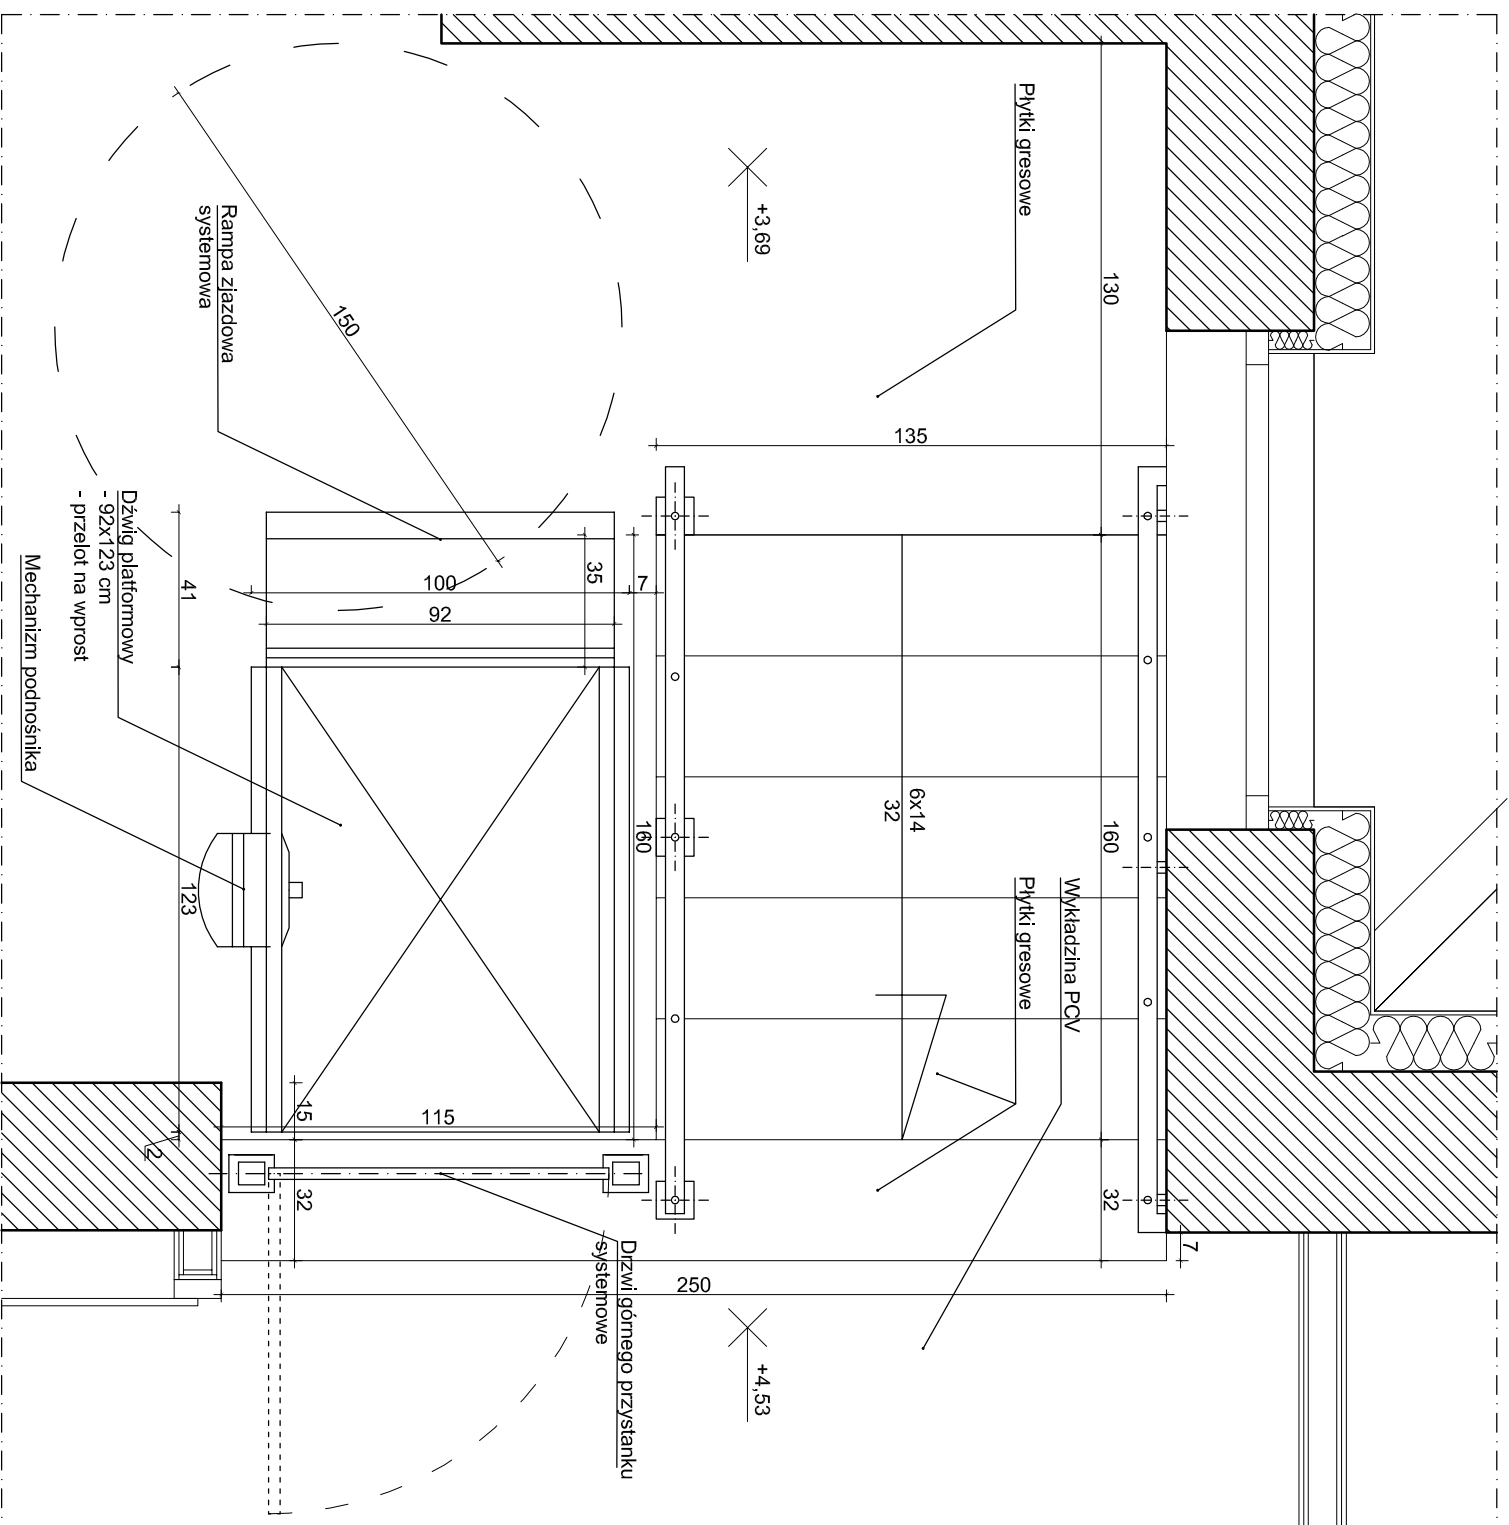 Płytki gresowe
+3,69
Rampa zjazdowa
systemowa
150
130
135
Dźwig platformowy
- 92x123 cm
- przelot na wprost
Mechanizm podnośnika
41
35
7
100
92
6x14
32
160
160
123
Wykładzina PCV
Płytki gresowe
15
115
2
32
32
7
250
Drzwi górnego przystanku
systemowe
+4,53